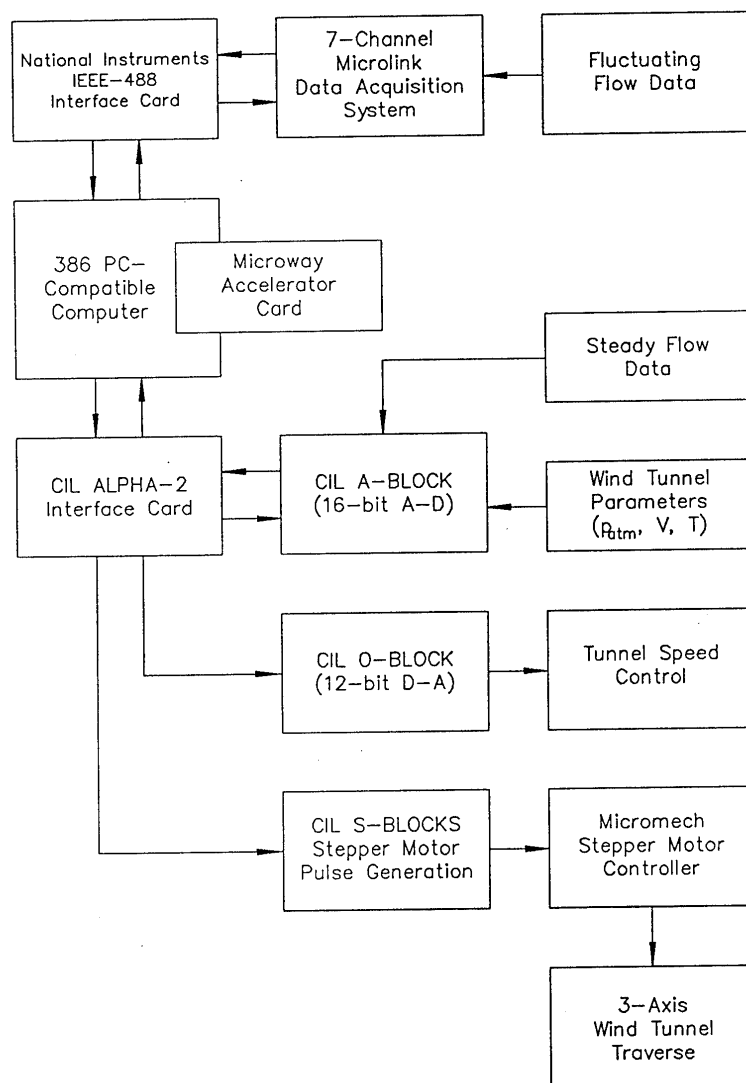 National Instruments
IEEE-488
Interface Card
7-Channel
Microlink
Data Acquisition
System
Fluctuating
Flow Data
386 PC-
Compatible
Computer
Microway
Accelerator
Card
Steady Flow
Data
CIL ALPHA-2
Interface Card
CIL A-BLOCK
(16-bit A-D)
Wind Tunnel
Parameters
(Patm, V, T)
CIL O-BLOCK
(12-bit D-A)
Tunnel Speed
Control
CIL S-BLOCKS
Stepper Motor
Pulse Generation
Micromech
Stepper Motor
Controller
3-Axis
Wind Tunnel
Traverse